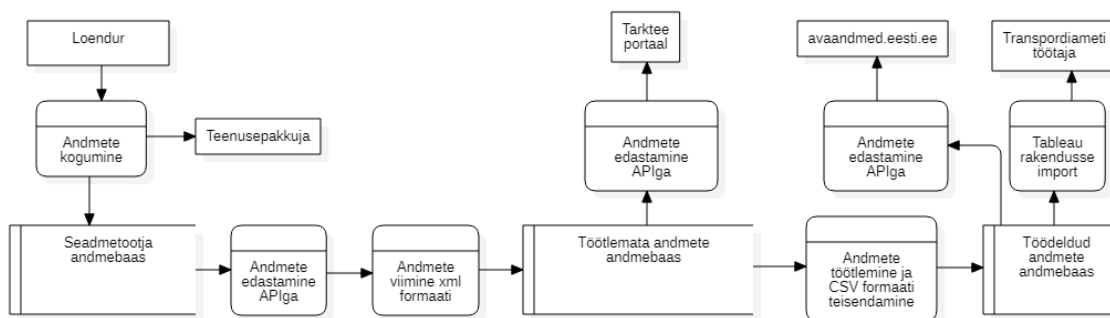 Loendur
Tarktee
portaal
avaandmed.eesti.ee
Transpordiameti
töötaja
Andmete
kogumine
Teenusepakkuja
Andmete
edastamine
APIga
Andmete
edastamine
APIga
Tableau
rakendusse
import
Seadmetootja
andmebaas
Andmete
edastamine
APIga
Andmete
viimine xml
formaati
Töötlemata andmete
andmebaas
Andmete
töötlemine ja
CSV formaati
teisendamine
Töödeldud
andmete
andmebaas